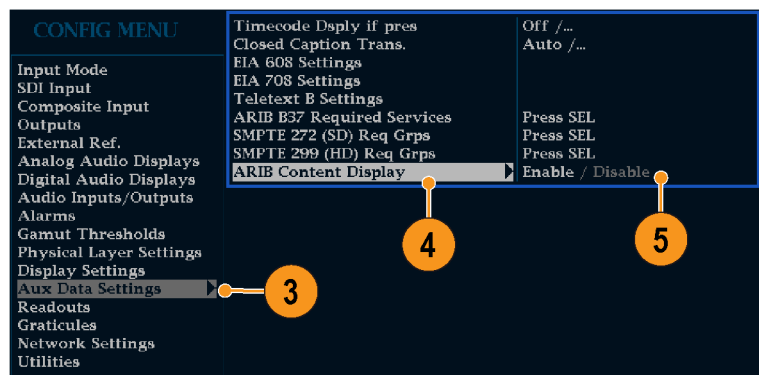 CONFIG MENU
Input Mode
SDI Input
Composite Input
Outputs
External Ref.
Analog Audio Displays
Digital Audio Displays
Audio Inputs/Outputs
Alarms
Gamut Thresholds
Physical Layer Settings
Display Settings
Aux Data Settings
Readouts
Graticules
Network Settings
Utilities
Timecode Dsply if pres Off /...
Closed Caption Trans. Auto /...
EIA 608 Settings
EIA 708 Settings
Teletext B Settings
ARIB B37 Required Services Press SEL
SMPTE 272 (SD) Req Grps Press SEL
SMPTE 299 (HD) Req Grps Press SEL
ARIB Content Display Enable / Disable
3
4
5